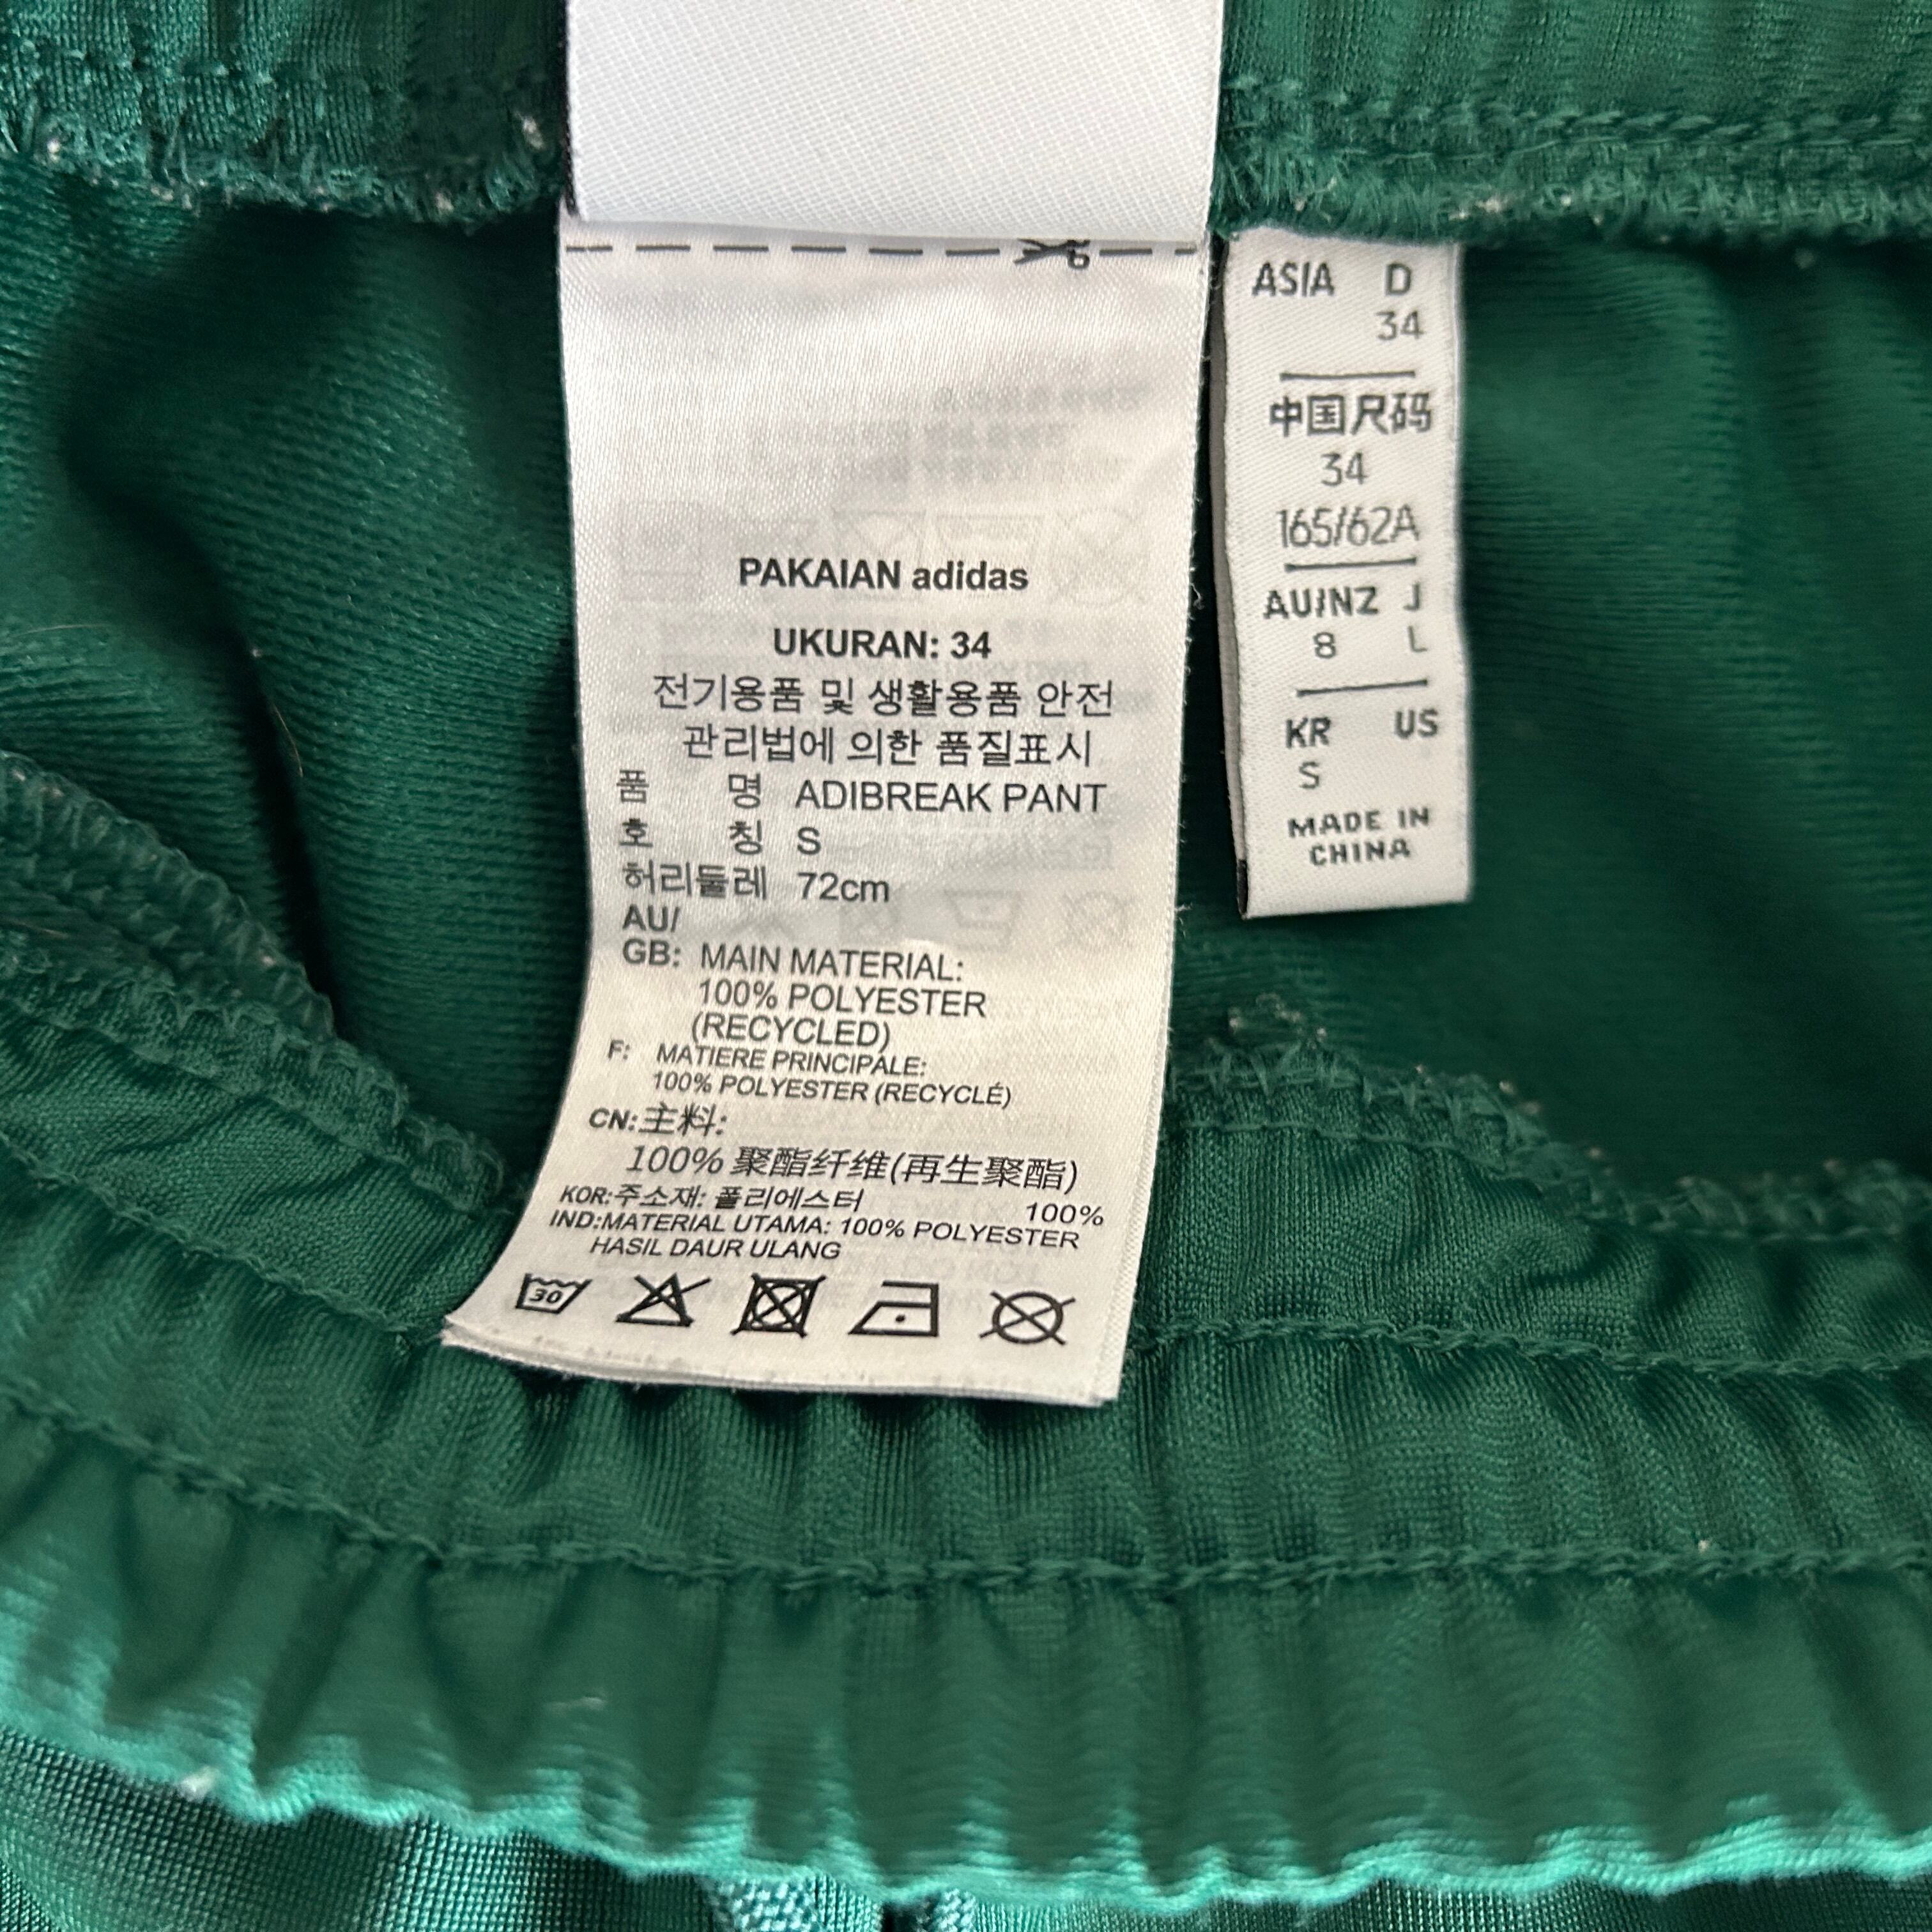 PAKAIAN adidas
UKURAN: 34
전기용품 및 생활용품 안전
관리법에 의한 품질표시
품 명 ADIBREAK PANT
호 칭 S
허리둘레 72cm
AU/
GB: MAIN MATERIAL:
100% POLYESTER
(RECYCLED)
F: MATIERE PRINCIPALE:
100% POLYESTER (RECYCLÉ)
CN:主料:
100% 聚酯纤维(再生聚酯)
KOR:주소재: 폴리에스터 100%
IND:MATERIAL UTAMA: 100% POLYESTER
HASIL DAUR ULANG
30
ASIA D
34
中国尺码
34
165/62A
AU/NZ J
8 L
KR US
S
MADE IN
CHINA